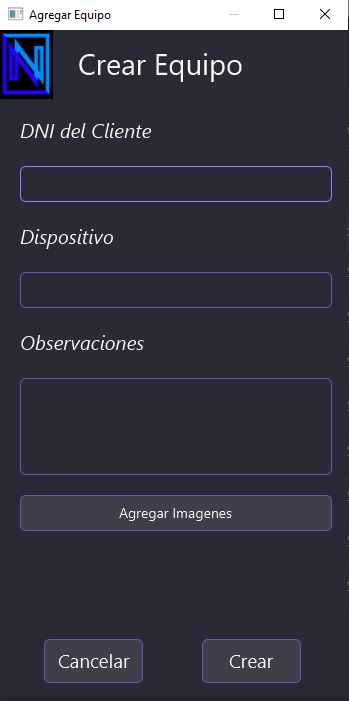 Agregar Equipo
Crear Equipo
DNI del Cliente
Dispositivo
Observaciones
Agregar Imagenes
Cancelar
Crear